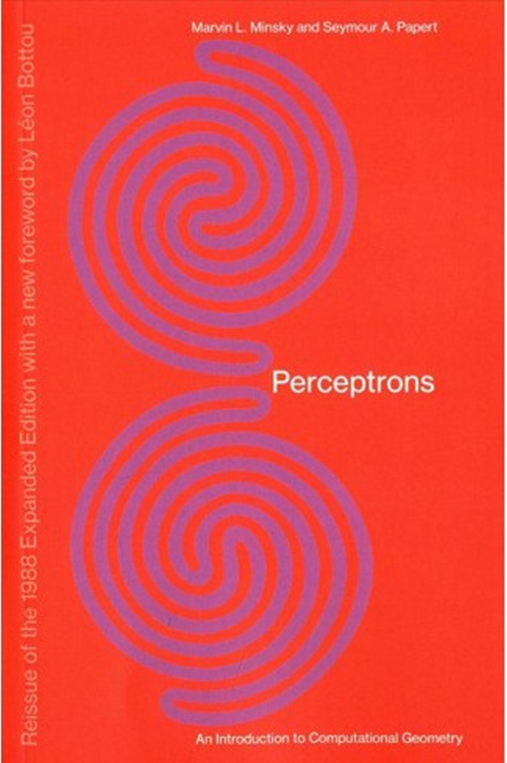 Marvin L. Minsky and Seymour A. Papert
Reissue of the 1988 Expanded Edition with a new foreword by Léon Bottou
Perceptrons
An Introduction to Computational Geometry